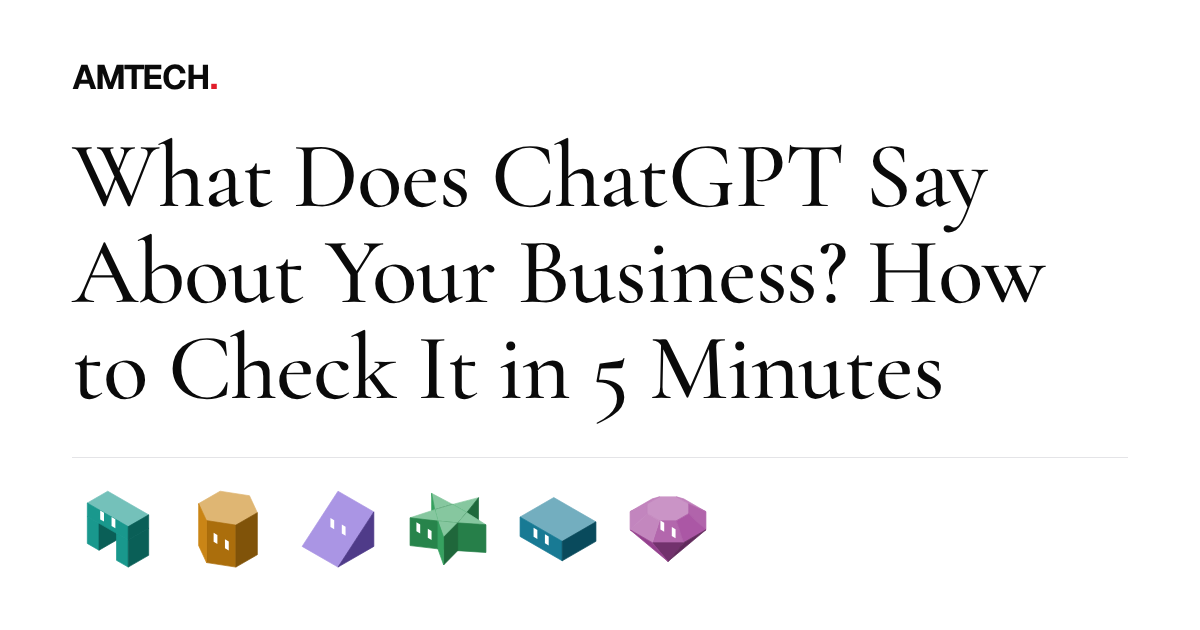 AMTECH.
What Does ChatGPT Say
About Your Business? How
to Check It in 5 Minutes